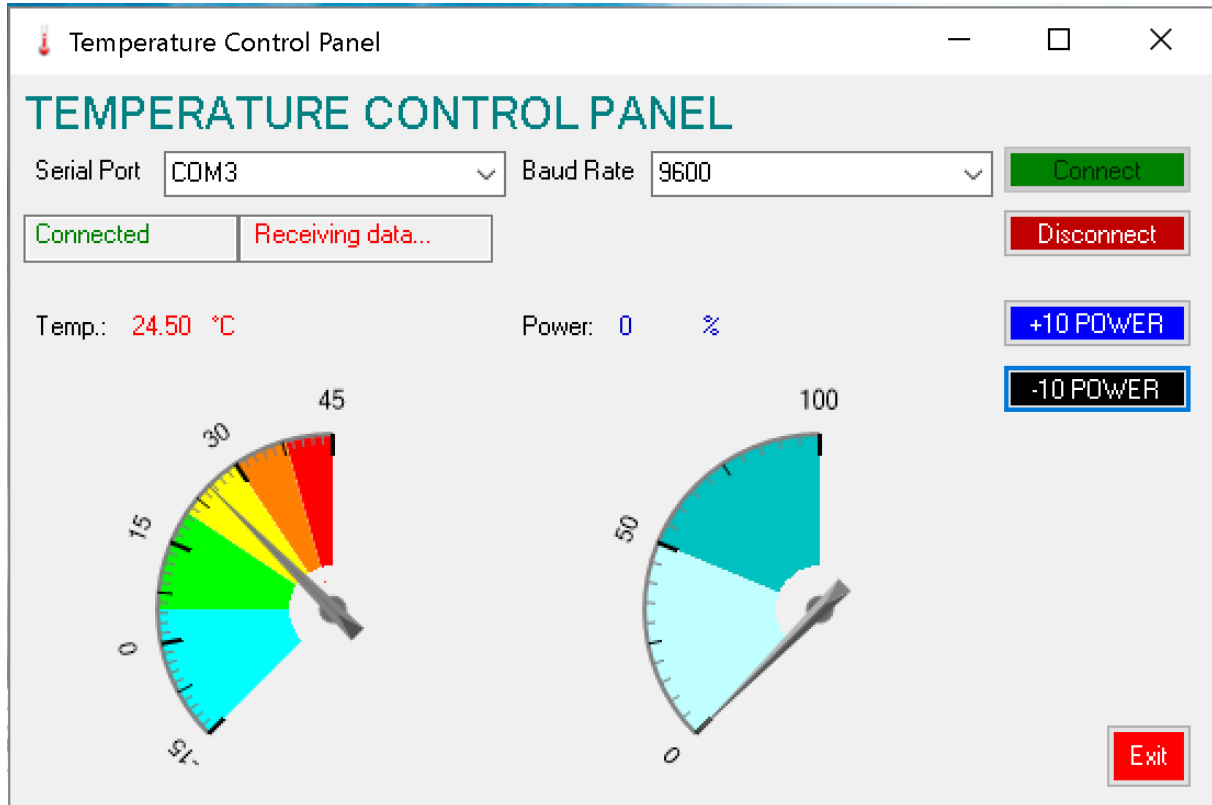 Temperature Control Panel
TEMPERATURE CONTROL PANEL
Serial Port COM3 Baud Rate 9600 Connect
Connected Receiving data... Disconnect
Temp.: 24.50 °C Power: 0 % +10 POWER
-10 POWER
45
30
15
0
-15
100
50
0
Exit